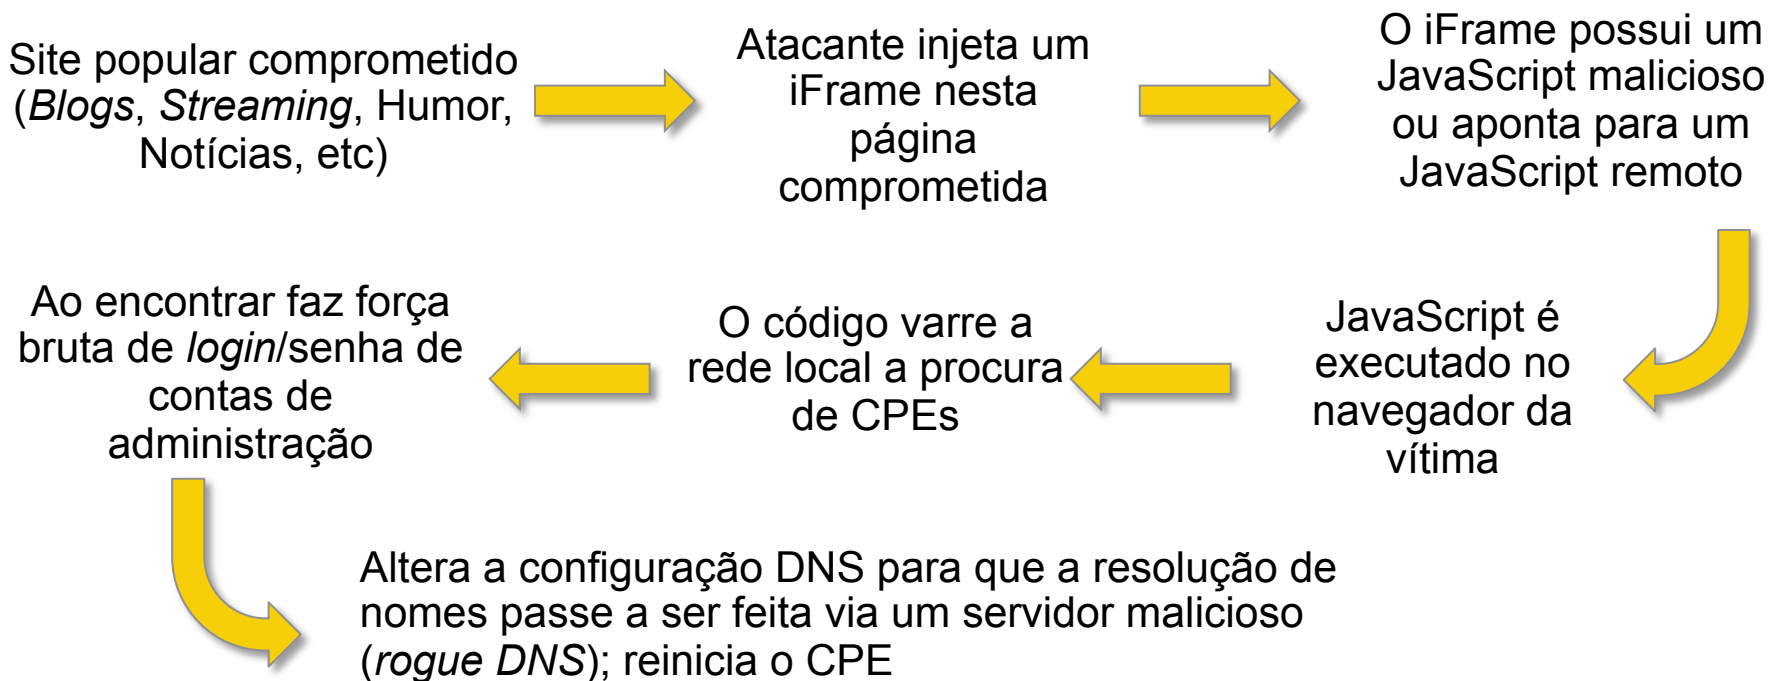 Site popular comprometido
(Blogs, Streaming, Humor,
Notícias, etc)
Atacante injeta um
iFrame nesta
página
comprometida
O iFrame possui um
JavaScript malicioso
ou aponta para um
JavaScript remoto
JavaScript é
executado no
navegador da
vítima
O código varre a
rede local a procura
de CPEs
Ao encontrar faz força
bruta de login/senha de
contas de
administração
Altera a configuração DNS para que a resolução de
nomes passe a ser feita via um servidor malicioso
(rogue DNS); reinicia o CPE